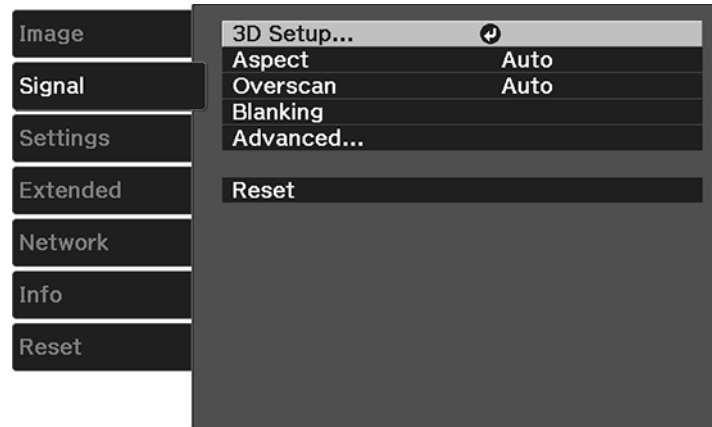 Image
Signal
Settings
Extended
Network
Info
Reset
3D Setup...
Aspect Auto
Overscan Auto
Blanking
Advanced...
Reset